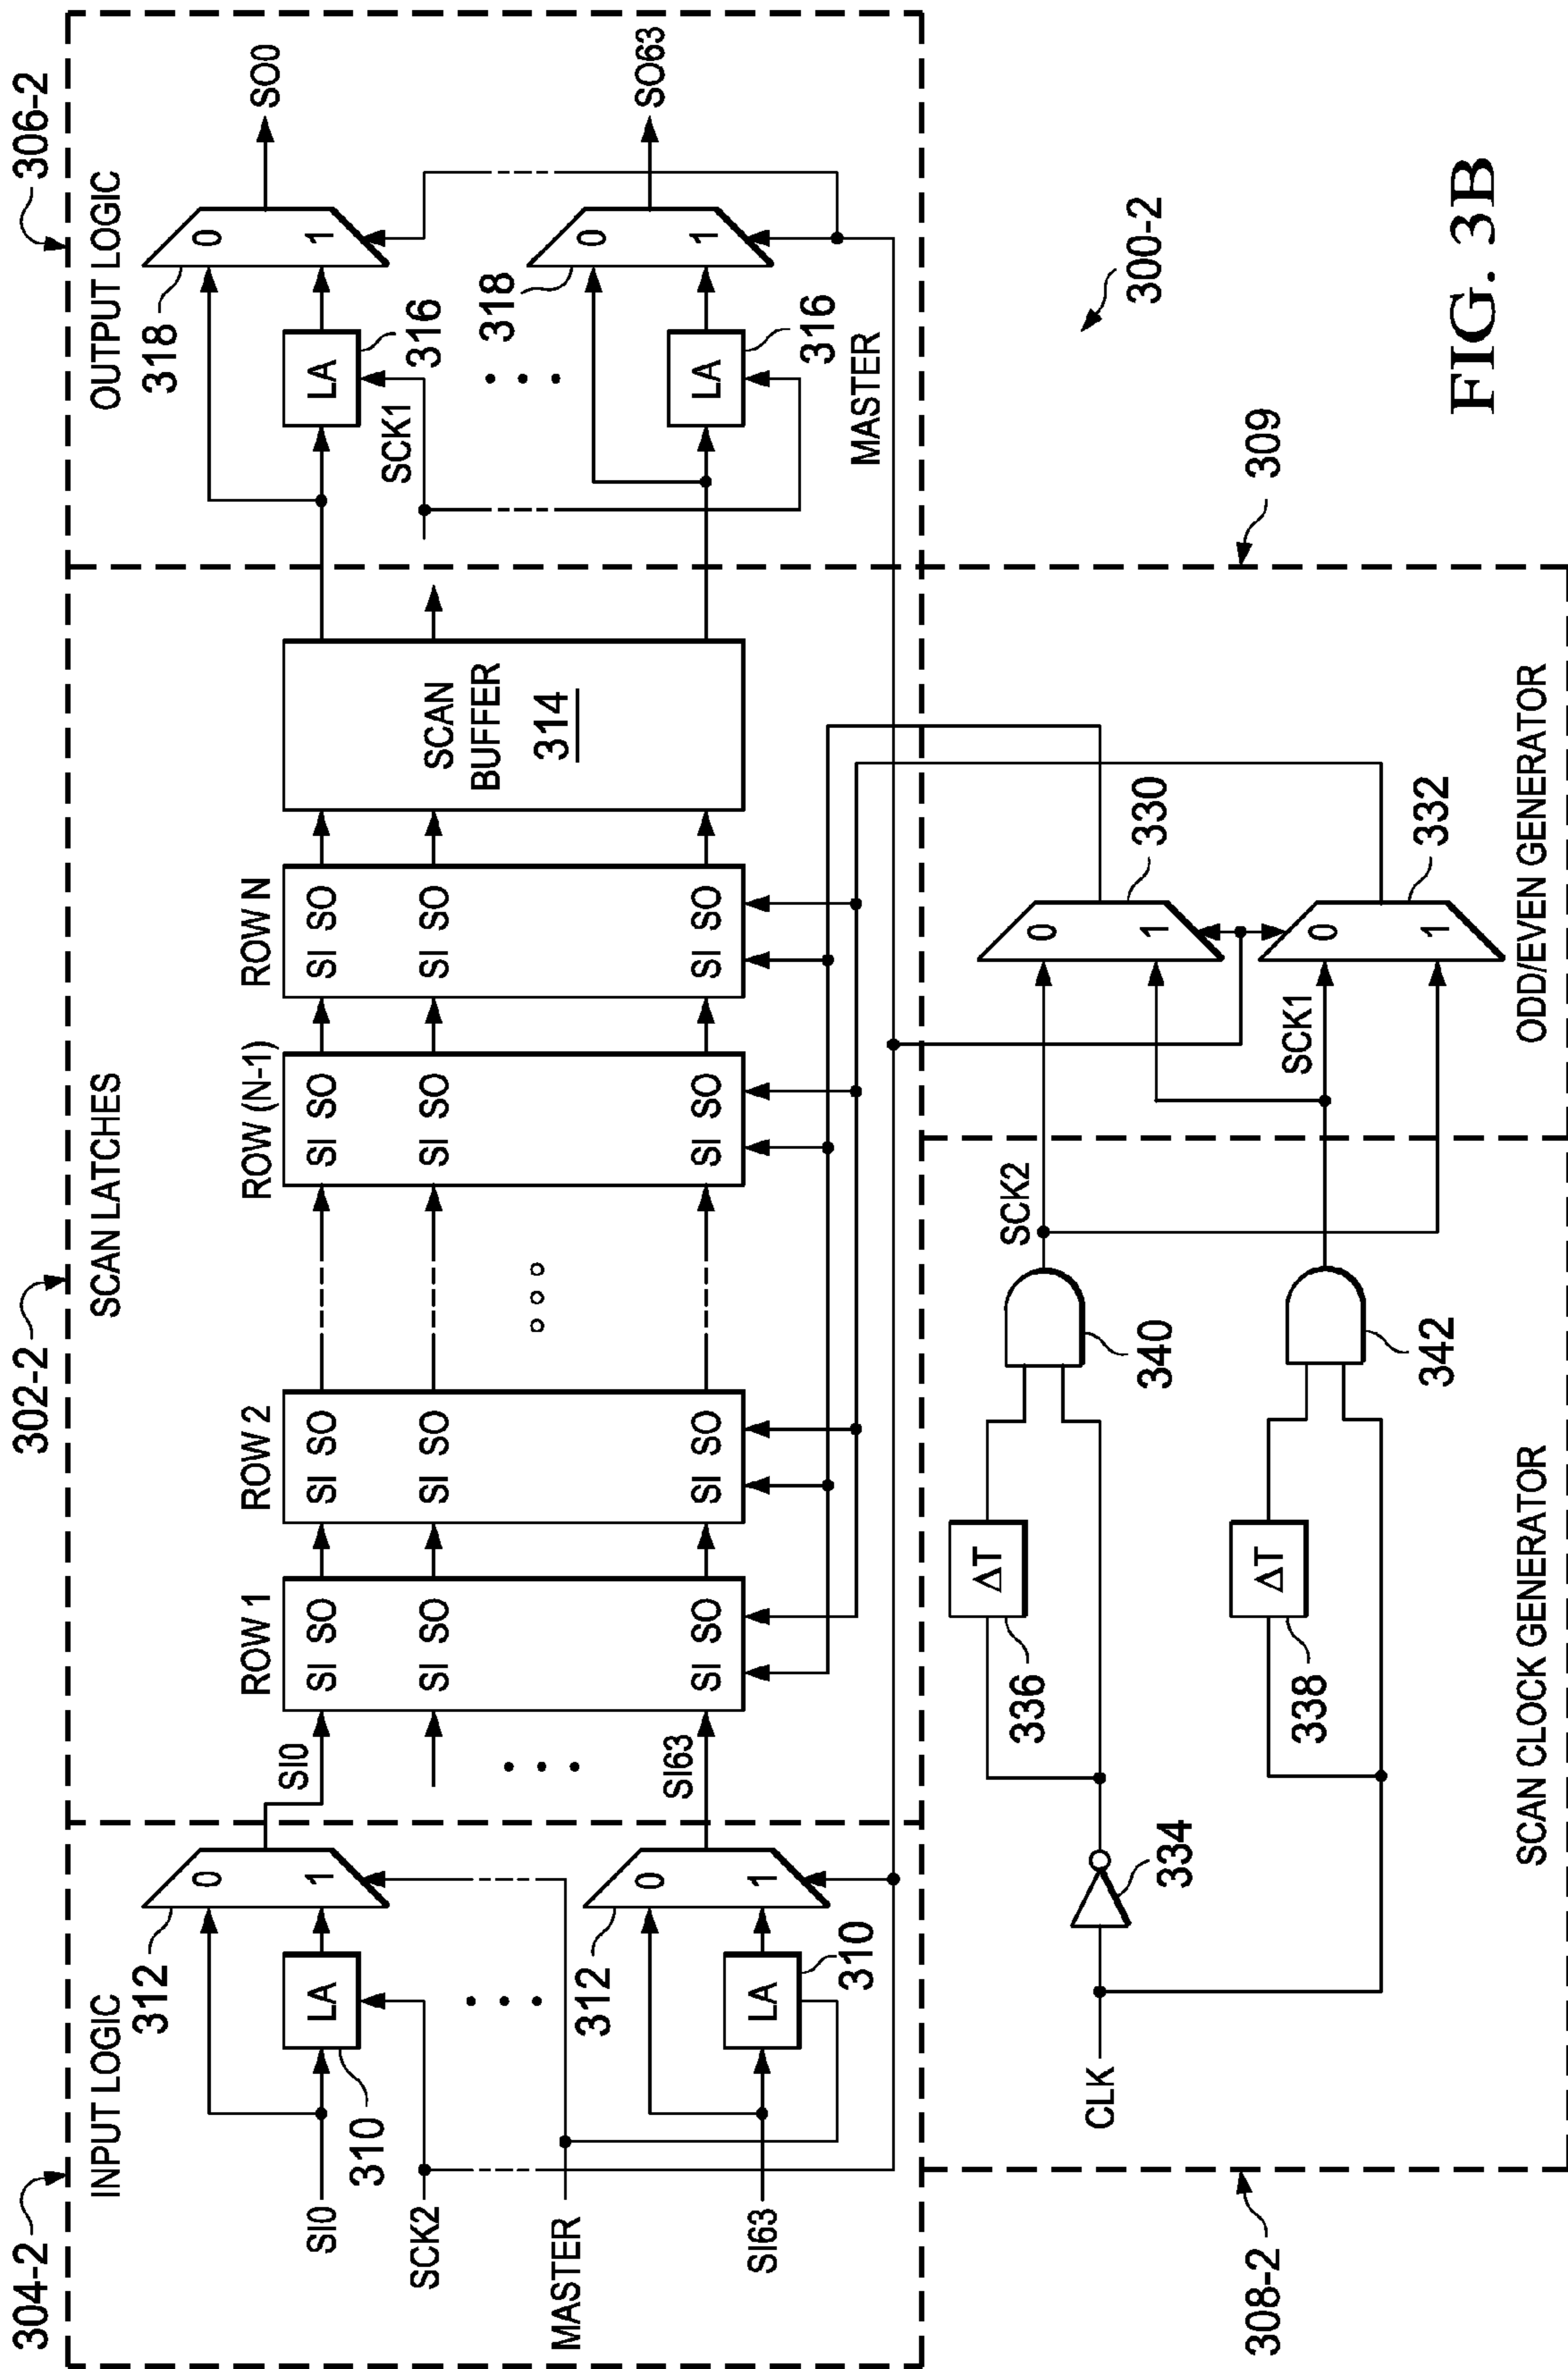 304-2
302-2
306-2
INPUT LOGIC
SCAN LATCHES
OUTPUT LOGIC
312
0
1
LA
310
SI0
SI0
SCK2
MASTER
312
0
1
LA
310
SI63
SI63
ROW 1
SI SO
SI SO
SI SO
ROW 2
SI SO
SI SO
SI SO
ROW (N-1)
SI SO
SI SO
SI SO
ROW N
SI SO
SI SO
SI SO
SCAN
BUFFER
314
318
0
1
LA
316
SCK1
SO0
318
0
1
LA
316
SO63
MASTER
CLK
334
336
ΔT
338
ΔT
340
342
SCK2
SCK1
0
1
330
0
1
332
SCAN CLOCK GENERATOR
ODD/EVEN GENERATOR
308-2
309
300-2
FIG. 3B